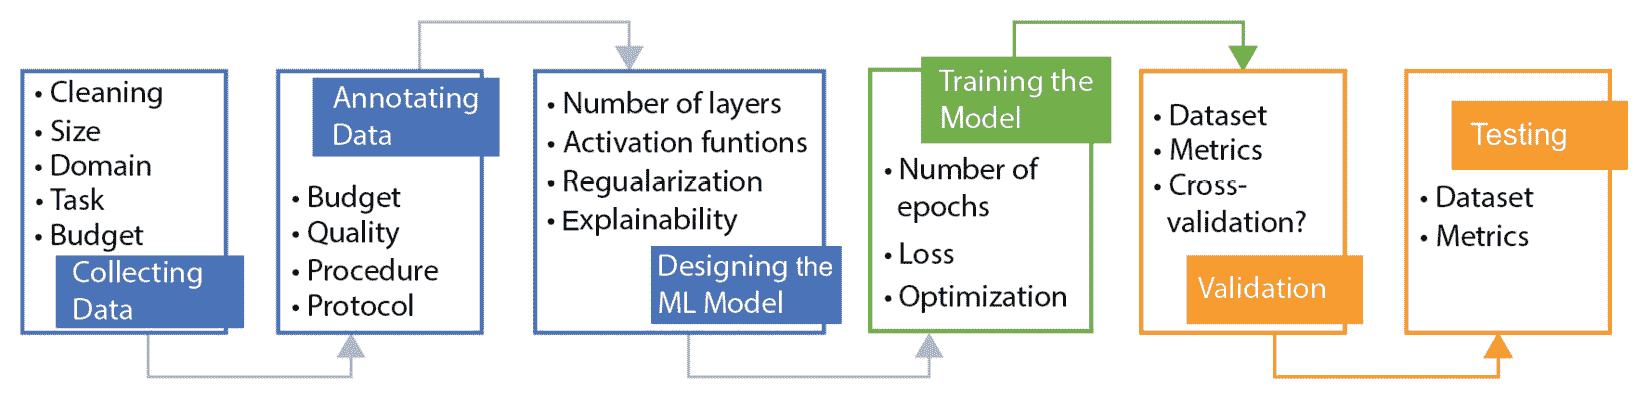 • Cleaning
• Size
• Domain
• Task
• Budget
Collecting
Data
Annotating
Data
• Budget
• Quality
• Procedure
• Protocol
• Number of layers
• Activation funtions
• Regualarization
• Explainability
Designing the
ML Model
Training the
Model
• Number of
epochs
• Loss
• Optimization
• Dataset
• Metrics
• Cross-
validation?
Validation
Testing
• Dataset
• Metrics